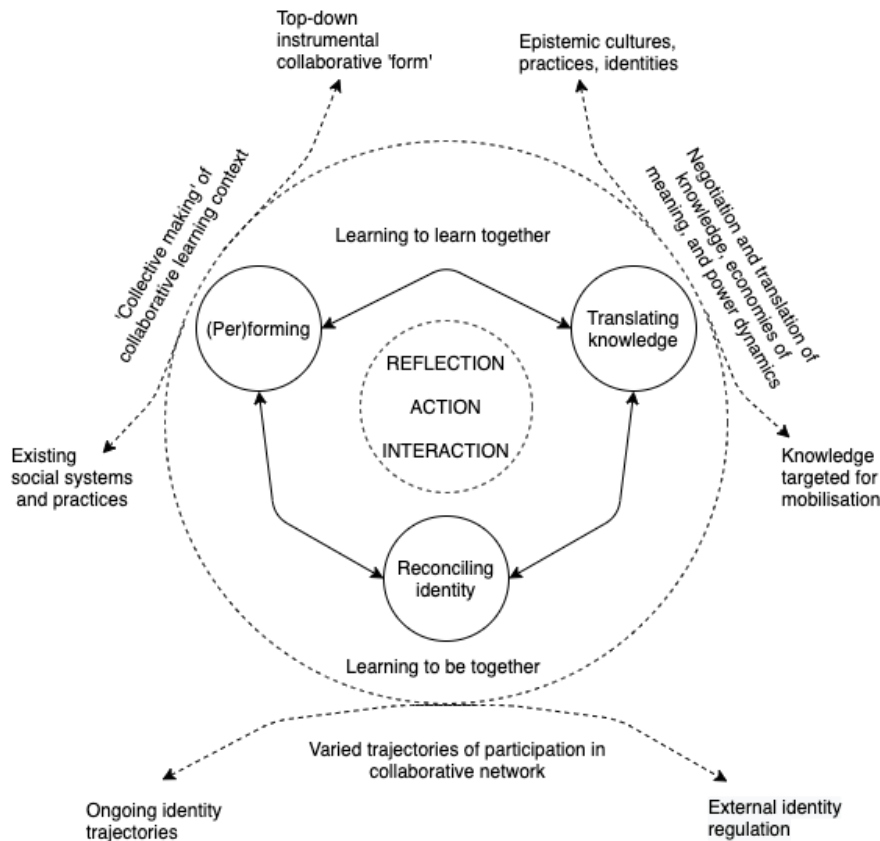 Top-down
instrumental
collaborative 'form'
Epistemic cultures,
practices, identities
'Collective making' of
collaborative learning context
Negotiation and translation of
knowledge, economies of
meaning, and power dynamics
Learning to learn together
(Per)forming
Translating
knowledge
REFLECTION
ACTION
INTERACTION
Existing
social systems
and practices
Knowledge
targeted for
mobilisation
Reconciling
identity
Learning to be together
Varied trajectories of participation in
collaborative network
Ongoing identity
trajectories
External identity
regulation